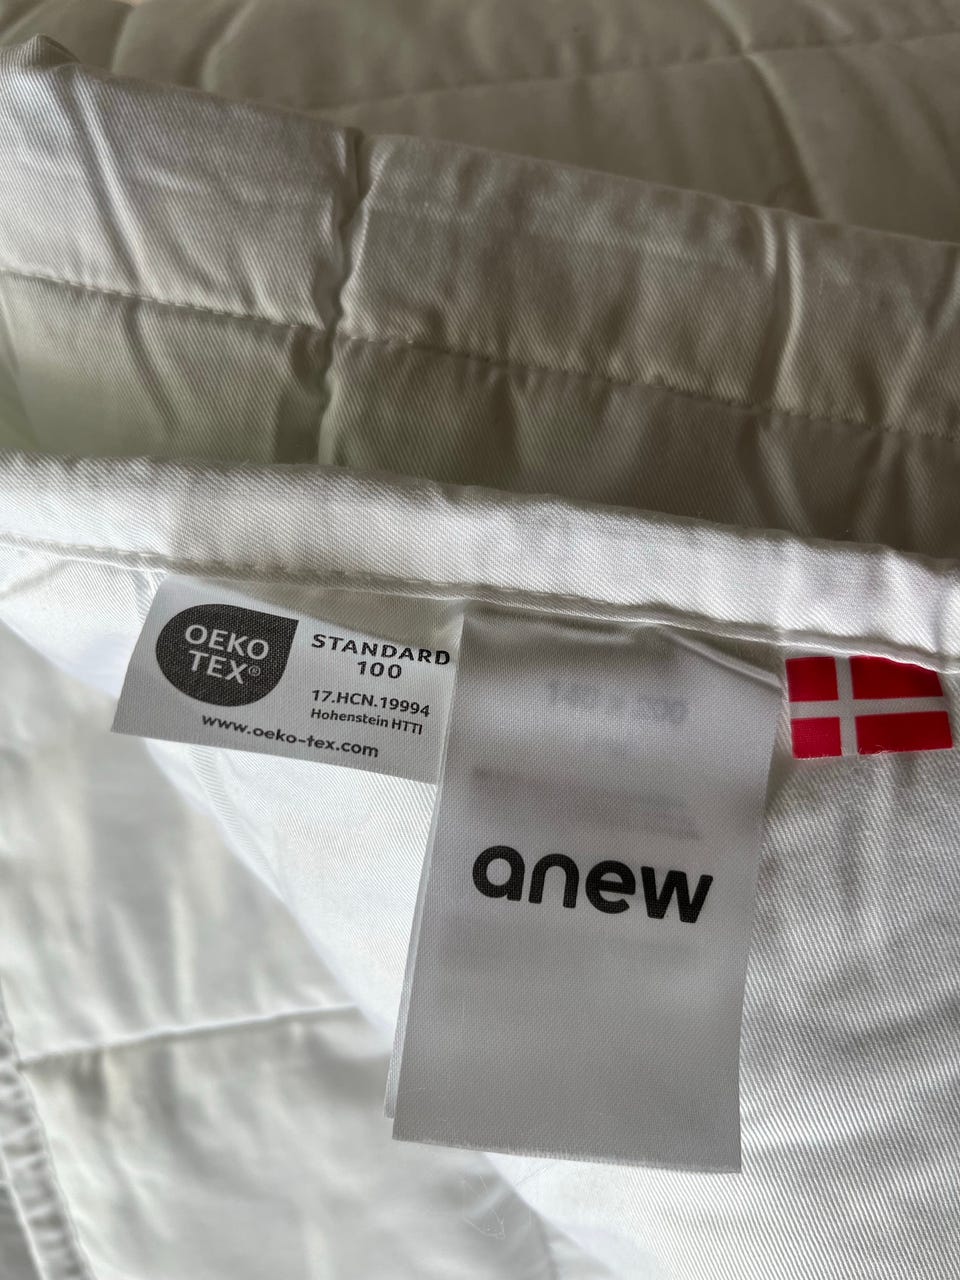 OEKO
TEX®
STANDARD
100
17.HCN.19994
Hohenstein HTTI
www.oeko-tex.com
anew